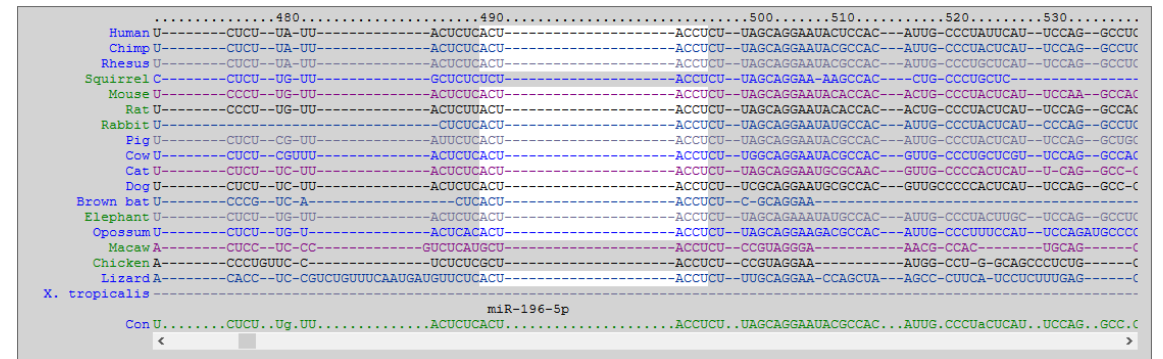 ...............480......................490..............................500.......510...........520.........530........
Human U--------CUCU--UA-UU--------------ACUCUCACU---------------------ACCUCU--UAGCAGGAAUACUCCAC---AUUG-CCCUAUUCAU--UCCAG--GCCUC
Chimp U--------CUCU--UA-UU--------------ACUCUCACU---------------------ACCUCU--UAGCAGGAAUACGCCAC---AUUG-CCCUACUCAU--UCCAG--GCCUC
Rhesus U--------CUCU--UA-UU--------------ACUCUCACU---------------------ACCUCU--UAGCAGGAAUACGCCAC---AUUG-CCCUGCUCAU--UCCAG--GCCUC
Squirrel C--------CUCU--UG-UU--------------GCUCUCUCU---------------------ACCUCU--UAGCAGGAA-AAGCCAC----CUG-CCCUGCUC---------------
Mouse U--------CCCU--UG-UU--------------ACUCUCACU---------------------ACCUCU--UAGCAGGAAUACACCAC---ACUG-CCCUACUCAU--UCCAA--GCCAC
Rat U--------CCCU--UG-UU--------------ACUCUUACU---------------------ACCUCU--UAGCAGGAAUACACCAC---ACUG-CCCUACUCAU--UCCAG--GCCAC
Rabbit U----------------------------------CUCUCACU---------------------ACCUCU--UAGCAGGAAUAUGCCAC---AUUG-CCCUACUCAU--CCCAG--GCCUC
Pig U--------CUCU--CG-UU--------------AUUCUCACU---------------------ACCUCU--UAGCAGGAAUACGCCAC---AUUG-CCCUACUCAU--UCCAG--GCUGC
Cow U--------CUCU--CGUUU--------------ACUCUCACU---------------------ACCUCU--UGGCAGGAAUACGCCAC---GUUG-CCCUGCUCGU--UCCAG--GCCAC
Cat U--------CUCU--UC-UU--------------ACUCUCACU---------------------ACCUCU--UAGCAGGAAUGCGCAAC---GUUG-CCCCACUCAU--U-CAG--GCC-C
Dog U--------CUCU--UC-UU--------------ACUCUCACU---------------------ACCUCU--UCGCAGGAAUGCGCCAC---GUUGCCCCCACUCAU--UCCAG--GCC-C
Brown bat U--------CCCG--UC-A------------------CUCACU---------------------ACCUCU--C-GCAGGAA---------------------------------------
Elephant U--------CUCU--UG-UU--------------ACUCUCACU---------------------ACCUCU--UAGCAGAAAUAUGCCAC---AUUG-CCCUACUUGC--UCCAG--GCCUC
Opossum U--------CUCU--UG-U---------------ACUCACACU---------------------ACCUCU--UAGCAGGAAGACGCCAC---AUUG-CCCUUUCCAU--UCCAGAUGCCCC
Macaw A--------CUCC--UC-CC-------------GUCUCAUGCU---------------------ACCUCU--CCGUAGGGA----------AACG-CCAC--------UGCAG------C
Chicken A--------CCCUGUUC-C---------------UCUCUCGCU---------------------ACCUCU--CCGUAGGAA----------AUGG-CCU-G-GCAGCCCUCUG------C
Lizard A--------CACC--UC-CGUCUGUUUCAAUGAUGUUCUCACU---------------------ACCUCU--UUGCAGGAA-CCAGCUA---AGCC-CUUCA-UCCUCUUUGAG------C
X. tropicalis ------------------------------------------------------------------------------------------------------------------------
miR-196-5p
Con U........CUCU..Ug.UU..............ACUCUCACU.....................ACCUCU..UAGCAGGAAUACGCCAC...AUUG.CCCUaCUCAU..UCCAG..GCC.C